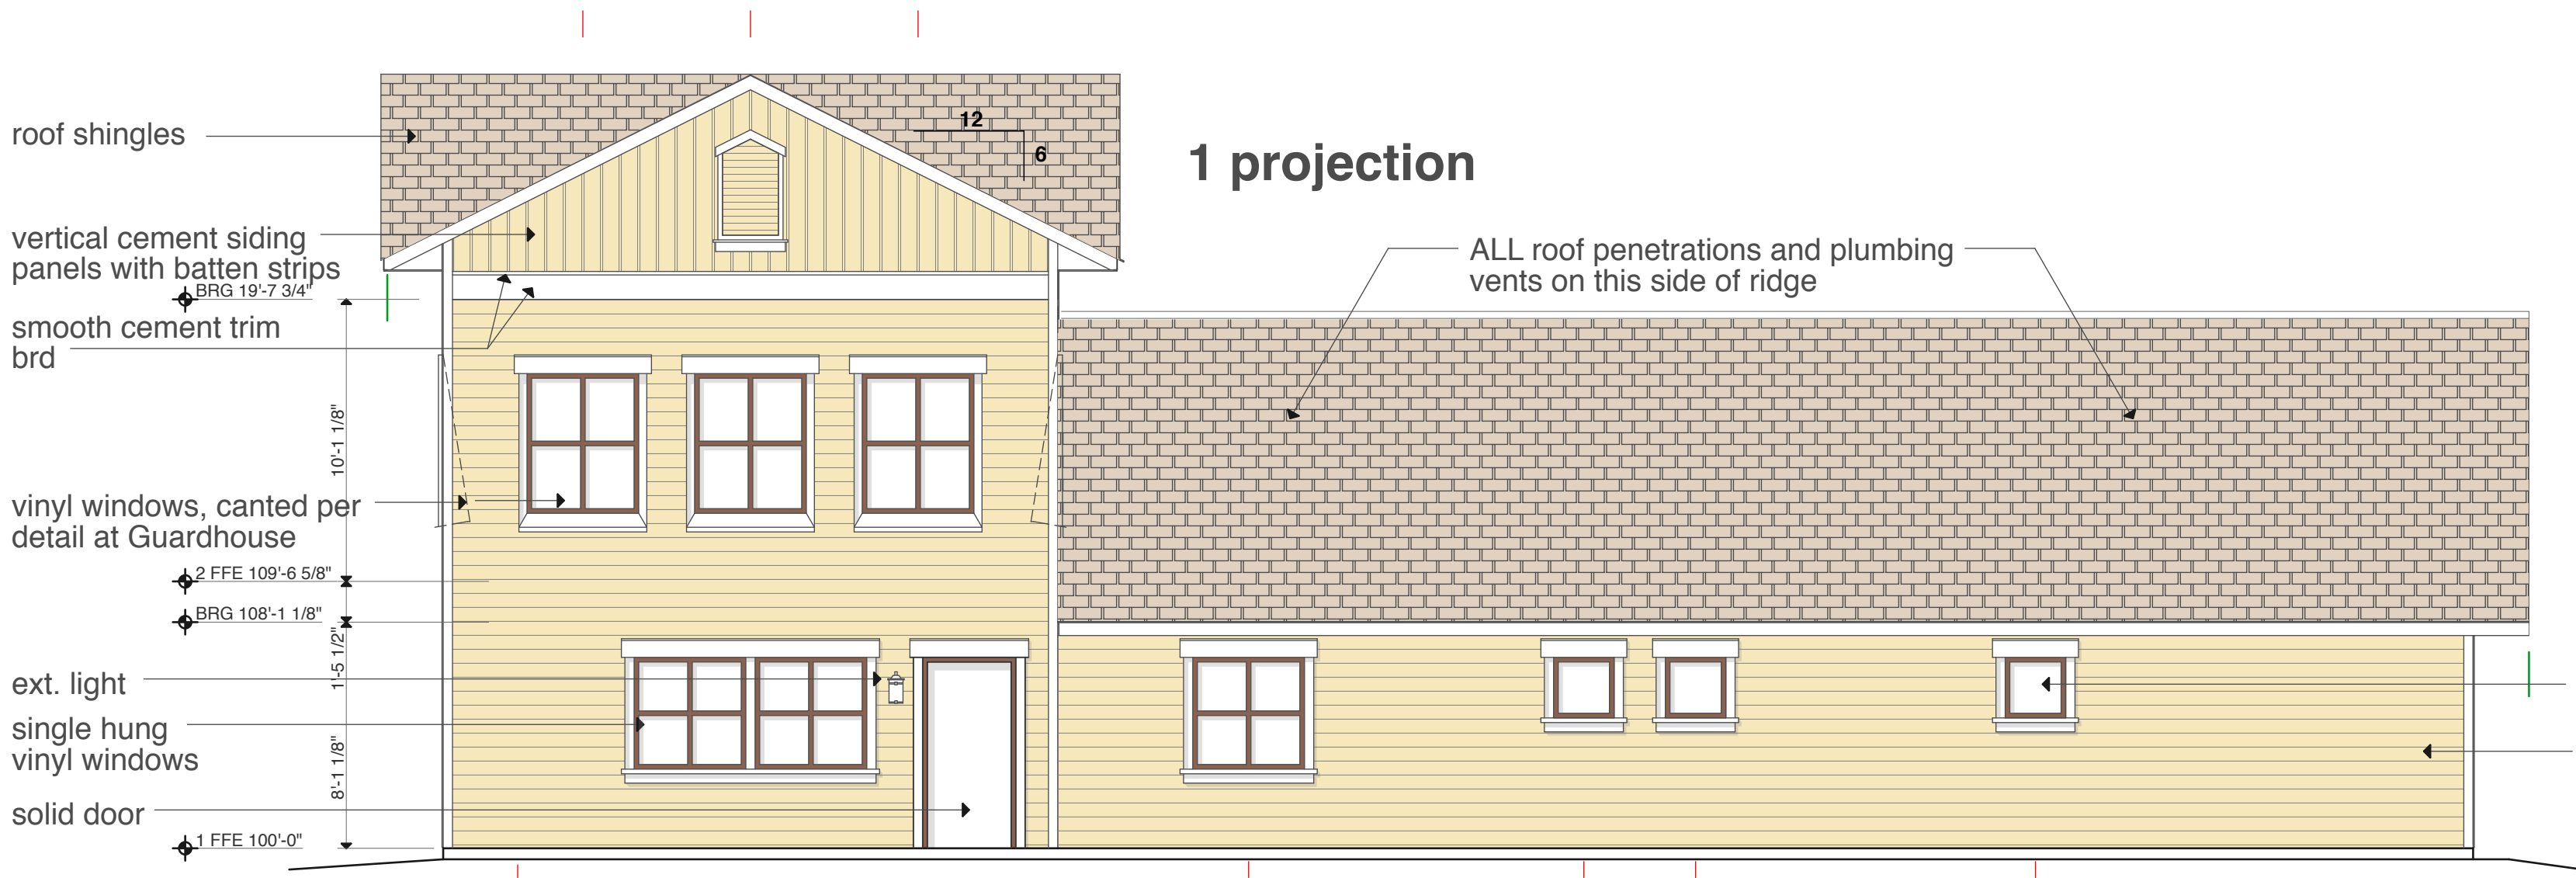 12
roof shingles
6
1 projection
vertical cement siding
panels with batten strips
ALL roof penetrations and plumbing
vents on this side of ridge
BRG 19'-7 3/4"
smooth cement trim
brd
10'-1 1/8"
vinyl windows, canted per
detail at Guardhouse
2 FFE 109'-6 5/8"
BRG 108'-1 1/8"
1'-5 1/2"
ext. light
single hung
vinyl windows
8'-1 1/8"
solid door
1 FFE 100'-0"